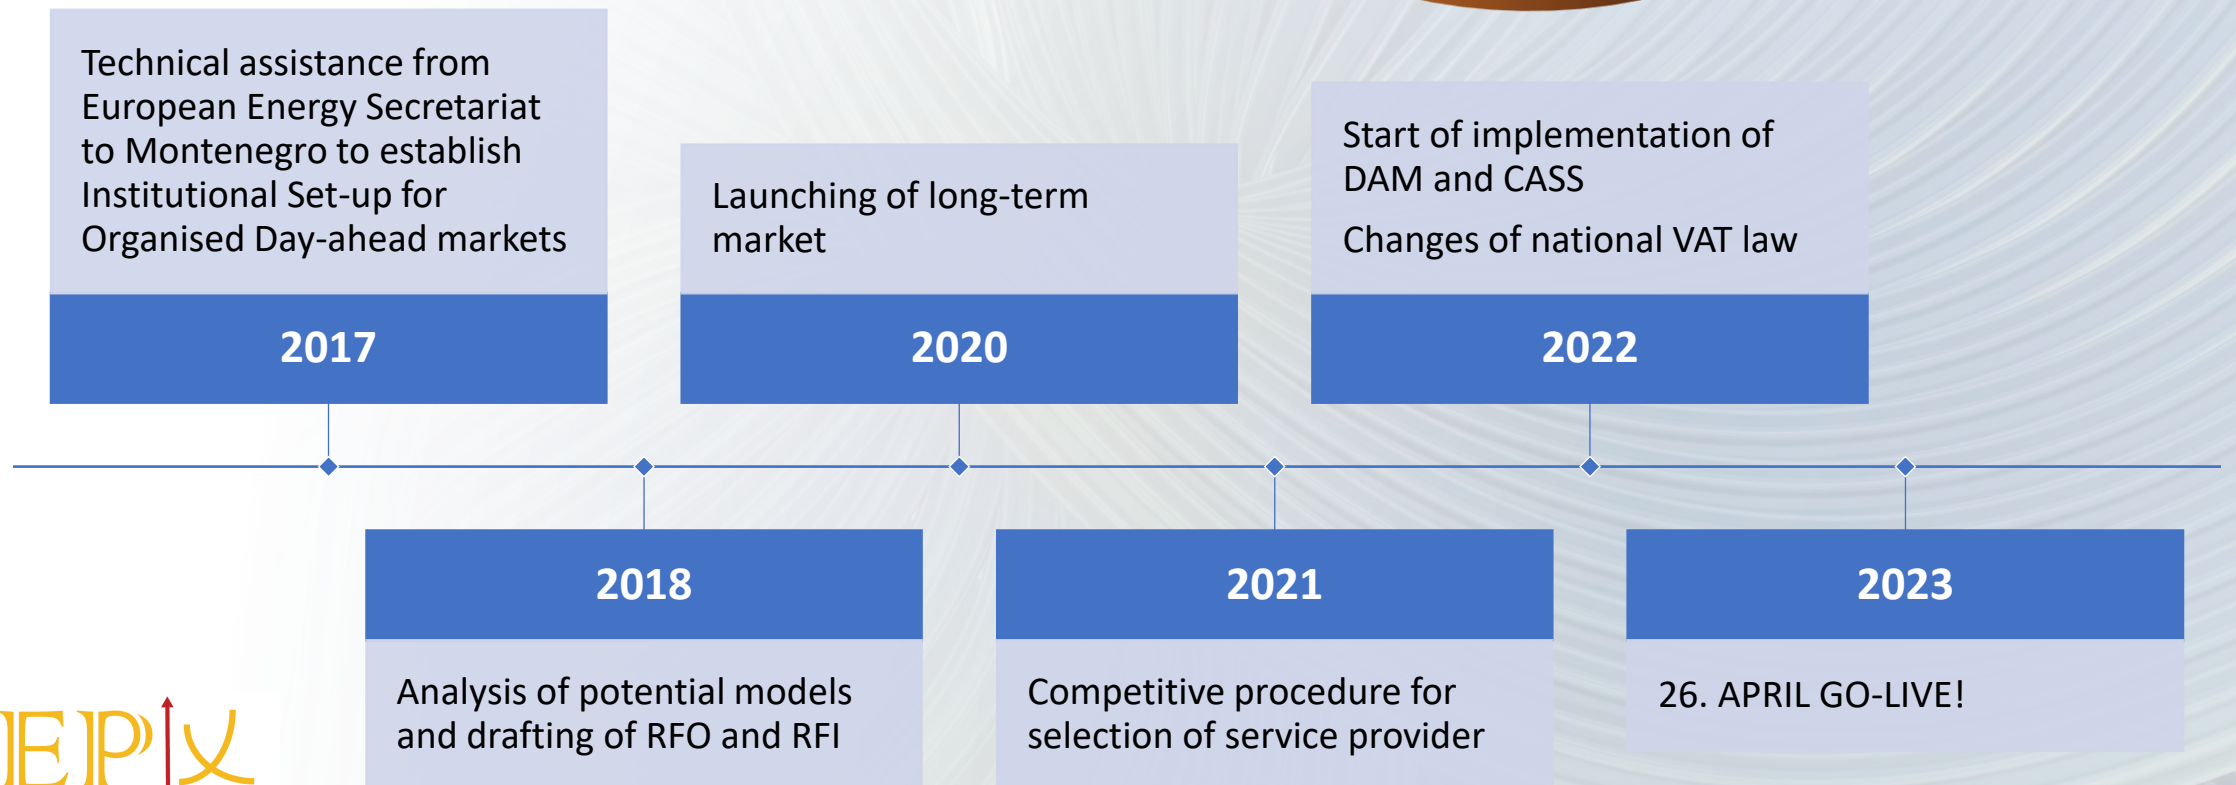 Technical assistance from
European Energy Secretariat
to Montenegro to establish
Institutional Set-up for
Organised Day-ahead markets
2017
2018
Analysis of potential models
and drafting of RFO and RFI
Launching of long-term
market
2020
2021
Competitive procedure for
selection of service provider
Start of implementation of
DAM and CASS
Changes of national VAT law
2022
2023
26. APRIL GO-LIVE!
EPIX